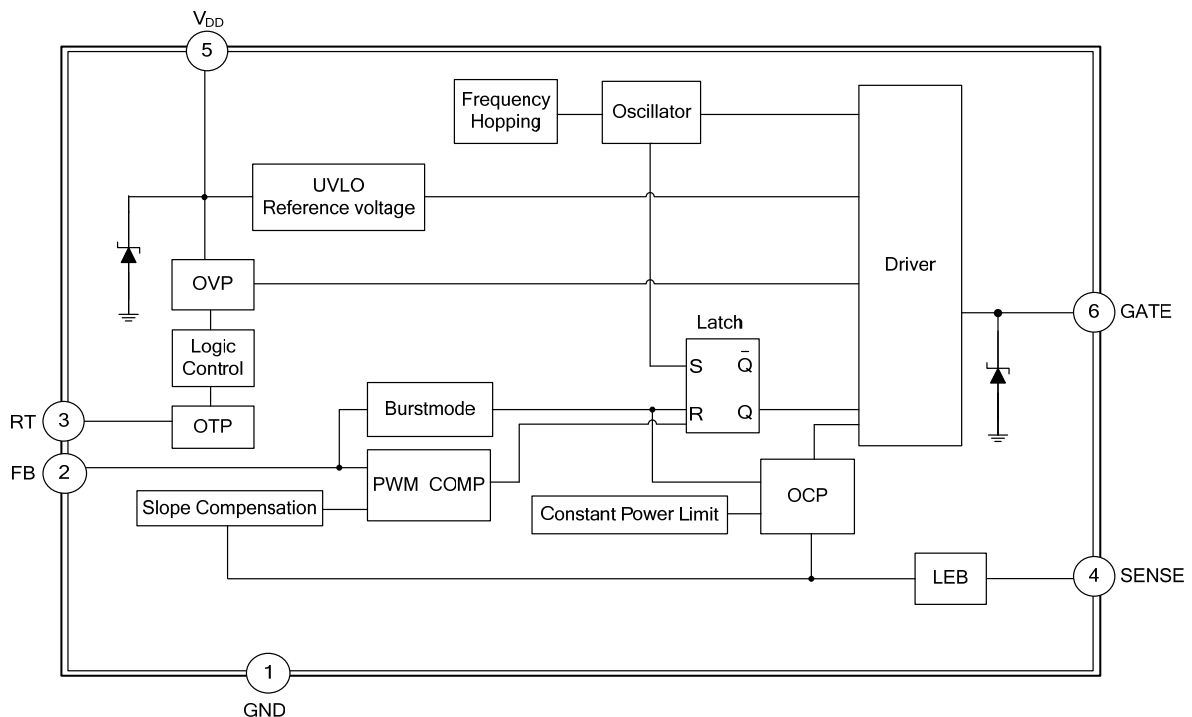 VDD
5
Frequency
Hopping
Oscillator
UVLO
Reference voltage
Driver
OVP
6 GATE
Latch
Logic
Control
S Q̅
Burstmode
R Q
RT 3
OTP
FB 2
PWM COMP
OCP
Slope Compensation
Constant Power Limit
LEB
4 SENSE
1
GND